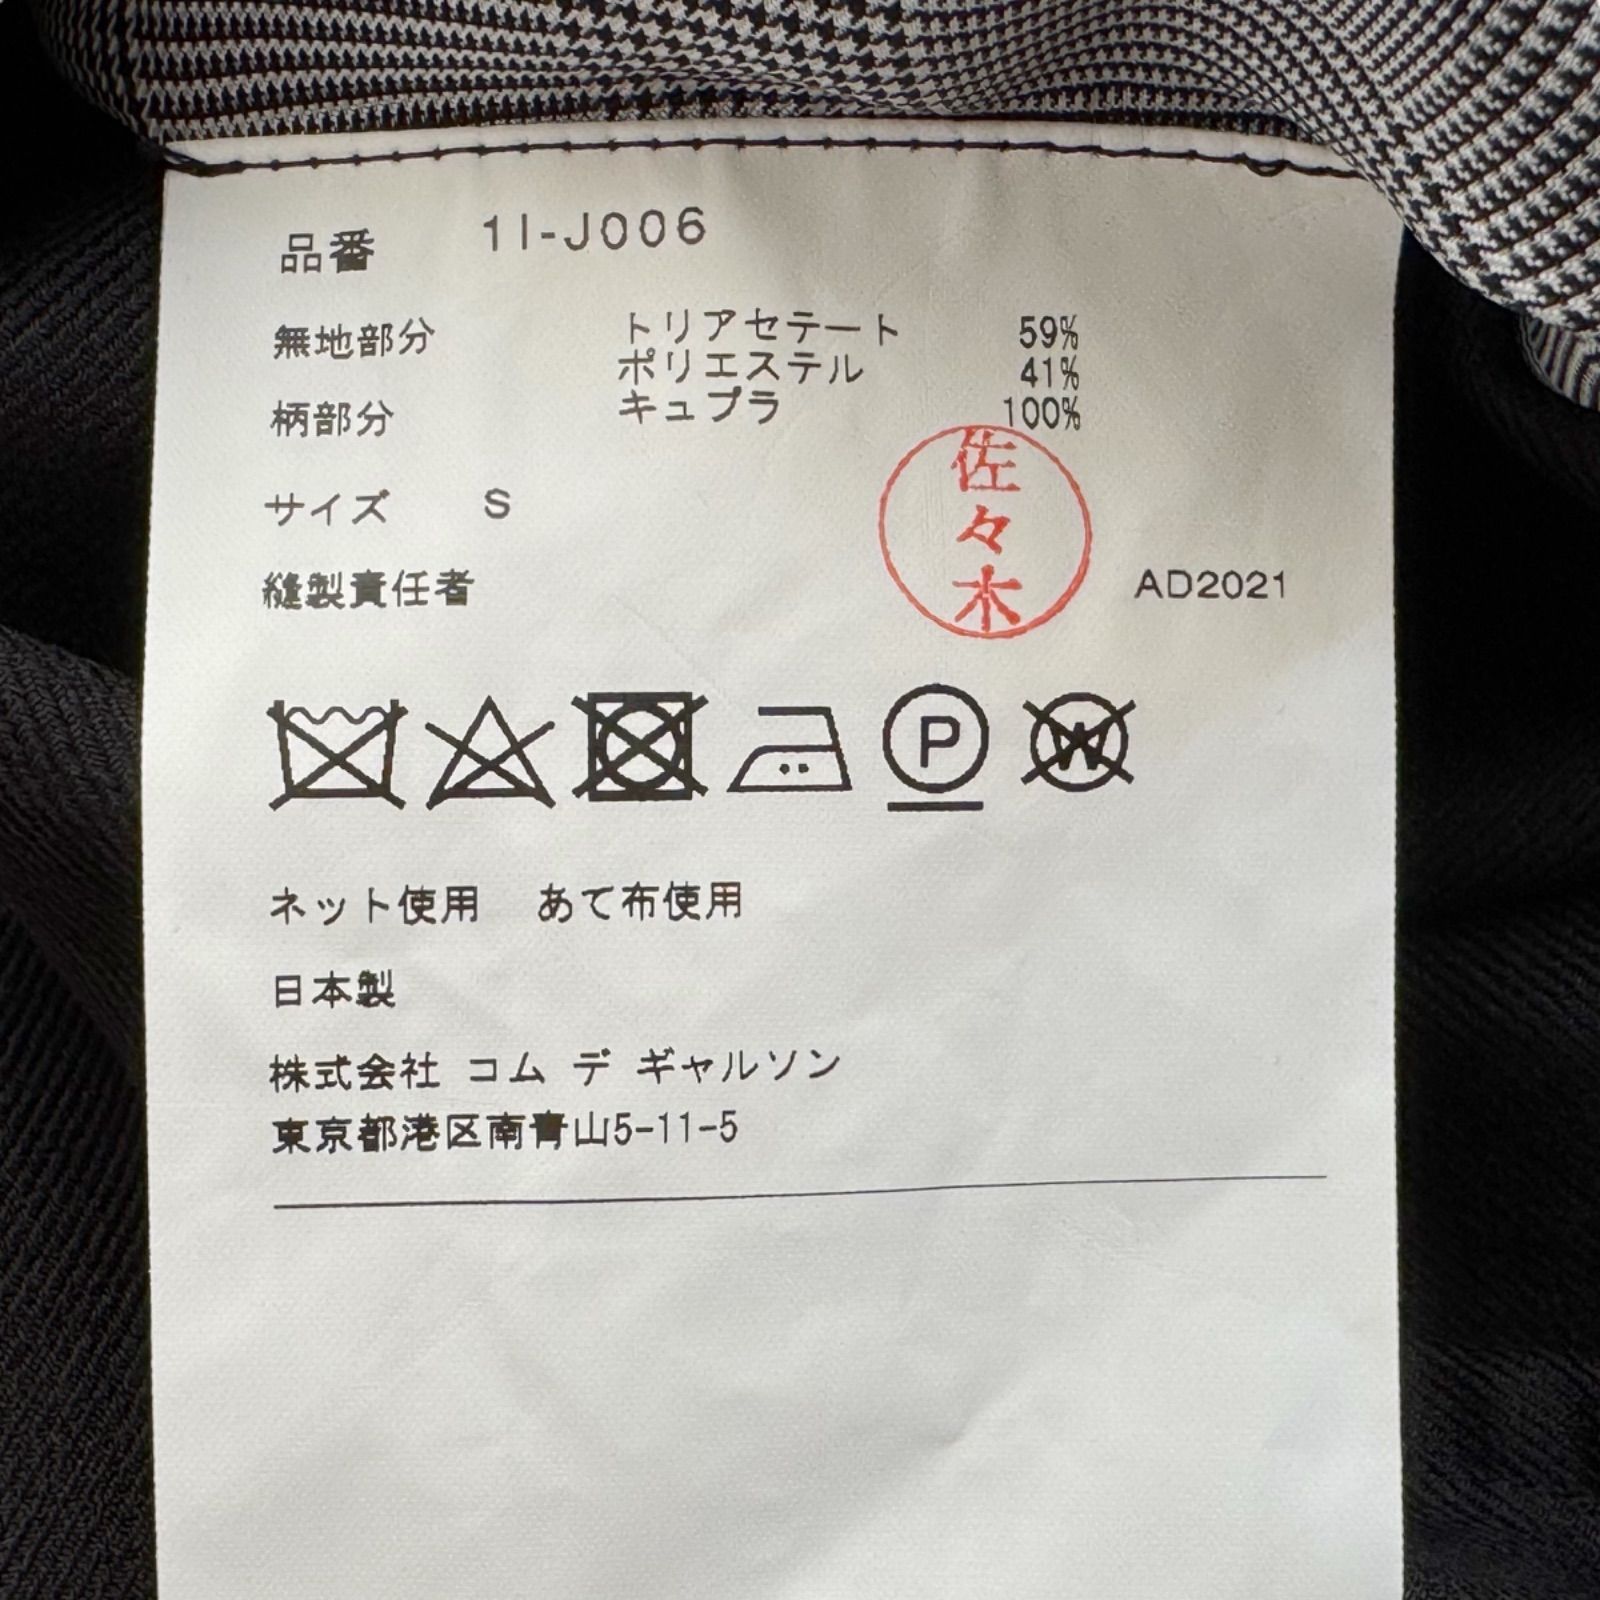 品番 1I-J006
無地部分 トリアセテート 59%
ポリエステル 41%
柄部分 キュプラ 100%
サイズ S
縫製責任者 佐々木 AD2021
P W
ネット使用 あて布使用
日本製
株式会社 コム デ ギャルソン
東京都港区南青山5-11-5